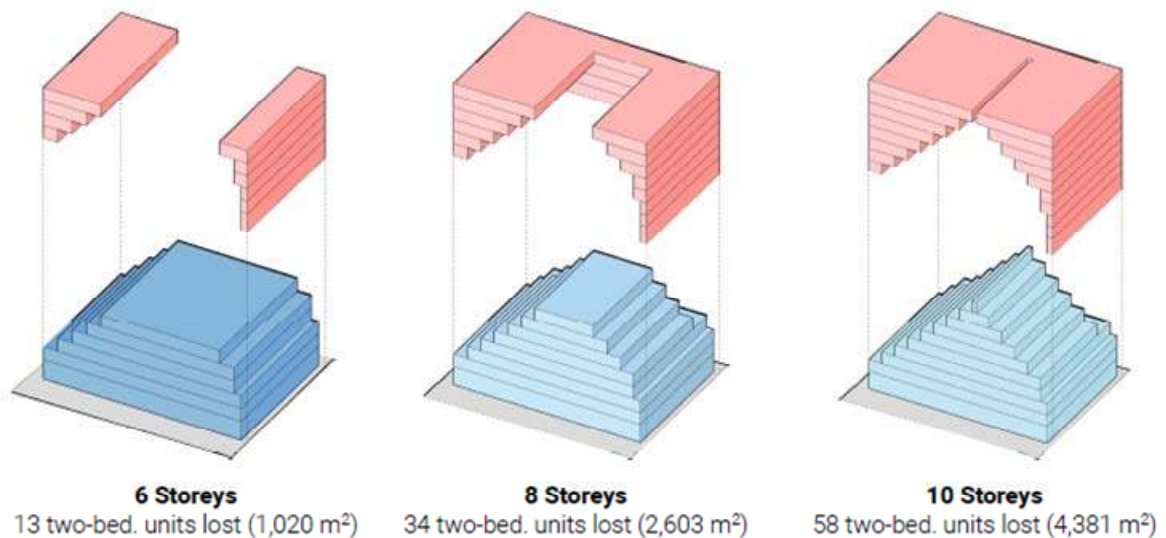 6 Storeys
13 two-bed. units lost (1,020 m²)
8 Storeys
34 two-bed. units lost (2,603 m²)
10 Storeys
58 two-bed. units lost (4,381 m²)